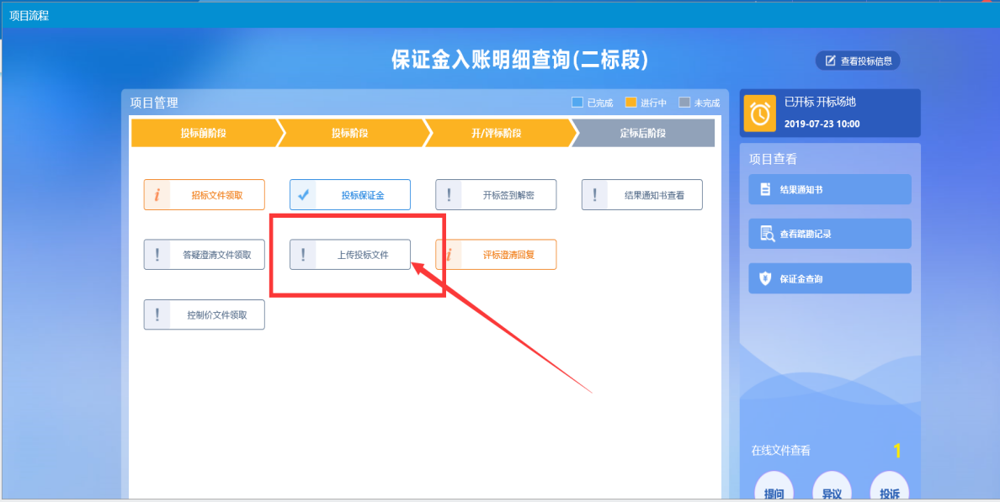 项目流程
保证金入账明细查询(二标段)
查看投标信息
项目管理
已完成 进行中 未完成
投标前阶段 投标阶段 开/评标阶段 定标后阶段
招标文件领取 投标保证金 开标签到解密 结果通知书查看
答疑澄清文件领取 上传投标文件 评标澄清回复
控制价文件领取
已开标 开标场地
2019-07-23 10:00
项目查看
结果通知书
查看踏勘记录
保证金查询
在线文件查看 1
提问 异议 投诉